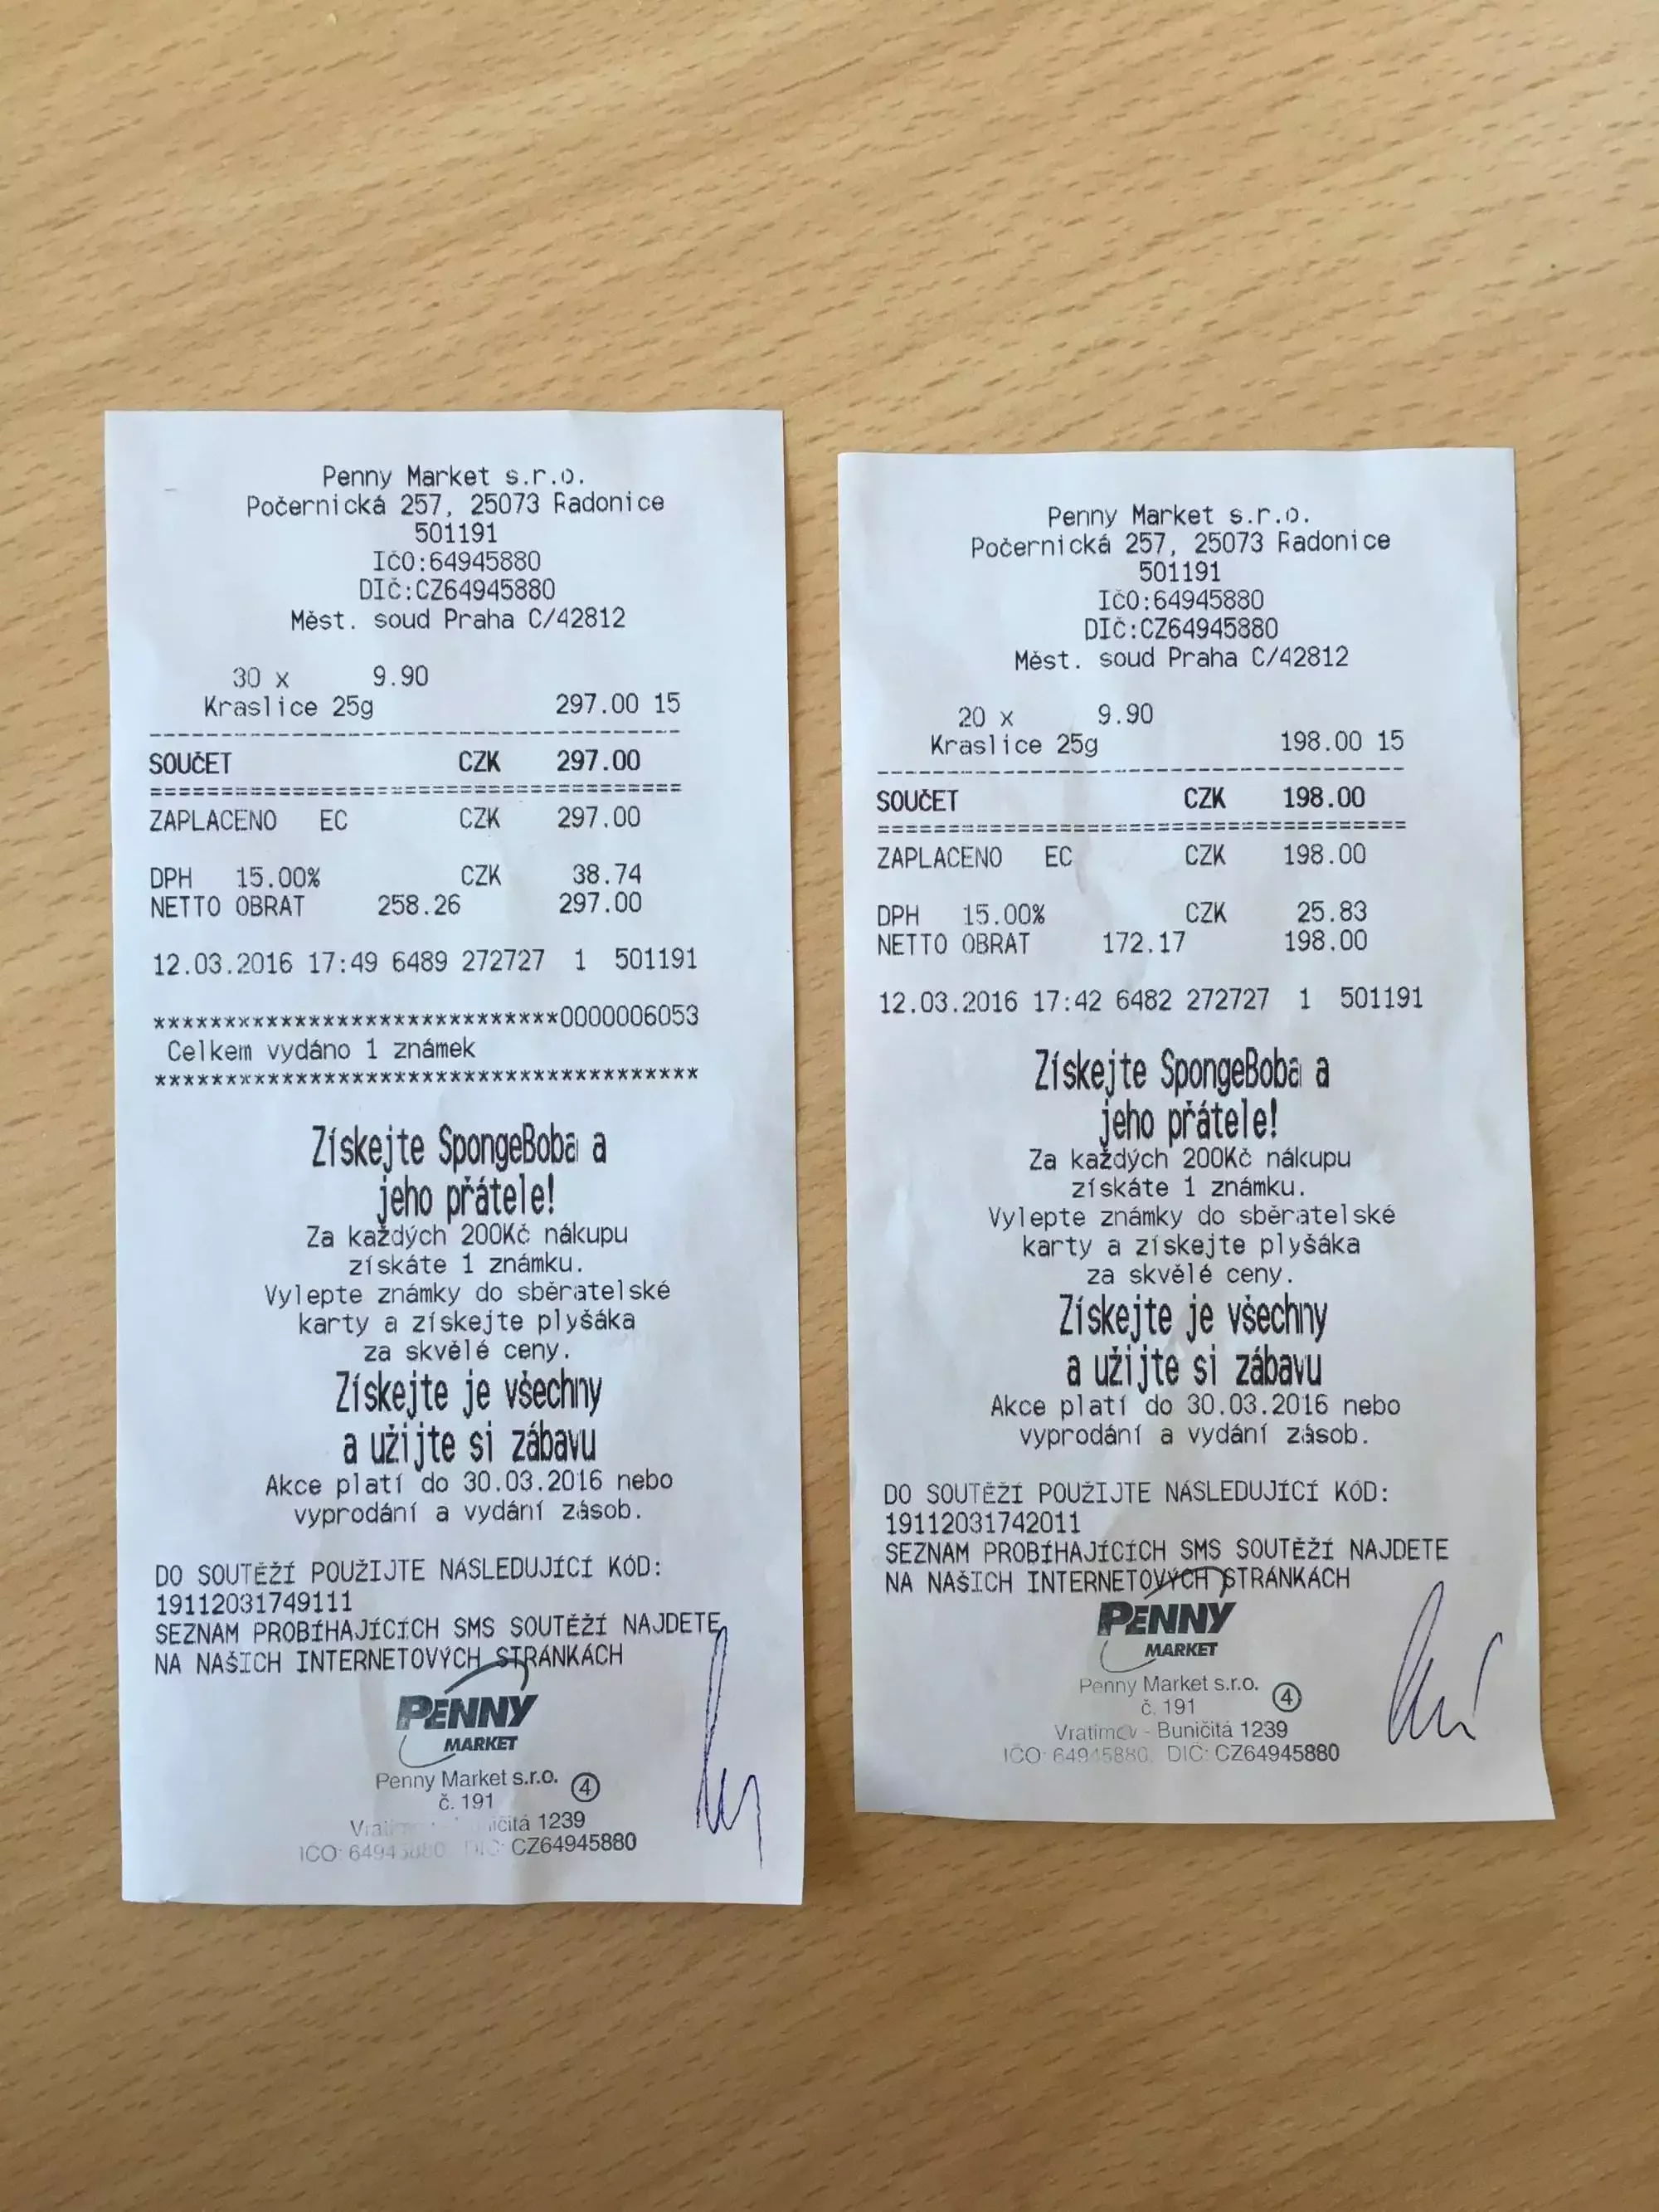 Penny Market s.r.o.
Počernická 257, 25073 Radonice
501191
IČO:64945880
DIČ:CZ64945880
Měst. soud Praha C/42812
30 x 9.90
Kraslice 25g 297.00 15
SOUČET CZK 297.00
ZAPLACENO EC CZK 297.00
DPH 15.00% CZK 38.74
NETTO OBRAT 258.26 297.00
12.03.2016 17:49 6489 272727 1 501191
*****************************0000006053
Celkem vydáno 1 známek
***************************************
Získejte SpongeBoba a
jeho přátele!
Za každých 200Kč nákupu
získáte 1 známku.
Vylepte známky do sběratelské
karty a získejte plyšáka
za skvělé ceny.
Získejte je všechny
a užijte si zábavu
Akce platí do 30.03.2016 nebo
vyprodání a vydání zásob.
DO SOUTĚŽÍ POUŽIJTE NÁSLEDUJÍCÍ KÓD:
19112031749111
SEZNAM PROBÍHAJÍCÍCH SMS SOUTĚŽÍ NAJDETE
NA NAŠICH INTERNETOVÝCH STRÁNKÁCH
PENNY
MARKET
Penny Market s.r.o. 4
č. 191
1239
IČO: DIČ: CZ64945880
Penny Market s.r.o.
Počernická 257, 25073 Radonice
501191
IČO:64945880
DIČ:CZ64945880
Měst. soud Praha C/42812
20 x 9.90
Kraslice 25g 198.00 15
SOUČET CZK 198.00
ZAPLACENO EC CZK 198.00
DPH 15.00% CZK 25.83
NETTO OBRAT 172.17 198.00
12.03.2016 17:42 6482 272727 1 501191
Získejte SpongeBoba a
jeho přátele!
Za každých 200Kč nákupu
získáte 1 známku.
Vylepte známky do sběratelské
karty a získejte plyšáka
za skvělé ceny.
Získejte je všechny
a užijte si zábavu
Akce platí do 30.03.2016 nebo
vyprodání a vydání zásob.
DO SOUTĚŽÍ POUŽIJTE NÁSLEDUJÍCÍ KÓD:
19112031742011
SEZNAM PROBÍHAJÍCÍCH SMS SOUTĚŽÍ NAJDETE
NA NAŠICH INTERNETOVÝCH STRÁNKÁCH
PENNY
MARKET
Penny Market s.r.o. 4
č. 191
Vratimov - Buničitá 1239
IČO: 64945880, DIČ: CZ64945880